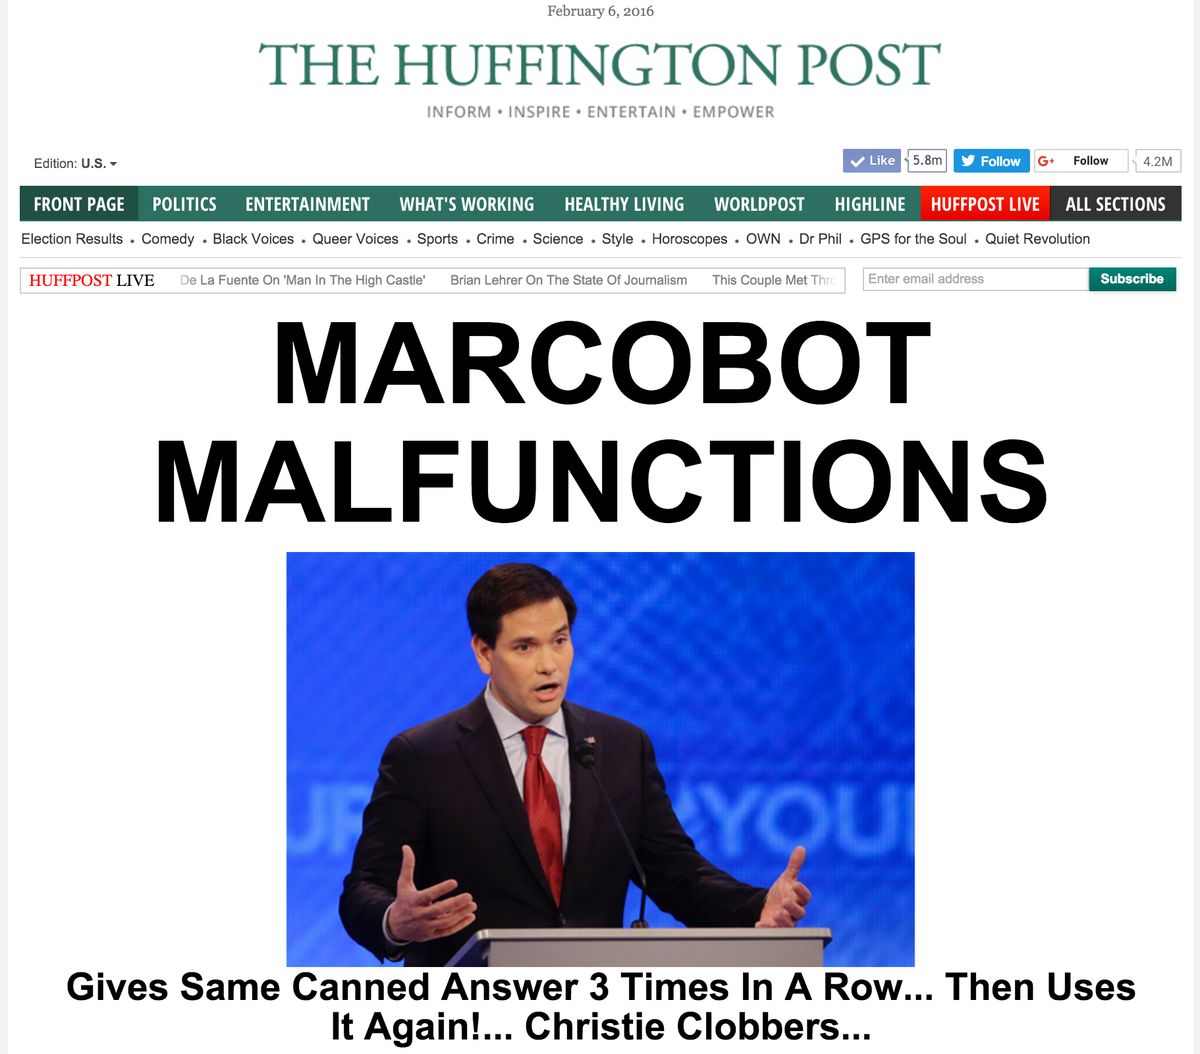 February 6, 2016
THE HUFFINGTON POST
INFORM • INSPIRE • ENTERTAIN • EMPOWER
Edition: U.S.
Like 5.8m Follow G+ Follow 4.2M
FRONT PAGE POLITICS ENTERTAINMENT WHAT'S WORKING HEALTHY LIVING WORLDPOST HIGHLINE HUFFPOST LIVE ALL SECTIONS
Election Results • Comedy • Black Voices • Queer Voices • Sports • Crime • Science • Style • Horoscopes • OWN • Dr Phil • GPS for the Soul • Quiet Revolution
HUFFPOST LIVE De La Fuente On 'Man In The High Castle' Brian Lehrer On The State Of Journalism This Couple Met Thro Enter email address Subscribe
MARCOBOT
MALFUNCTIONS
YOU
Gives Same Canned Answer 3 Times In A Row... Then Uses
It Again!... Christie Clobbers...